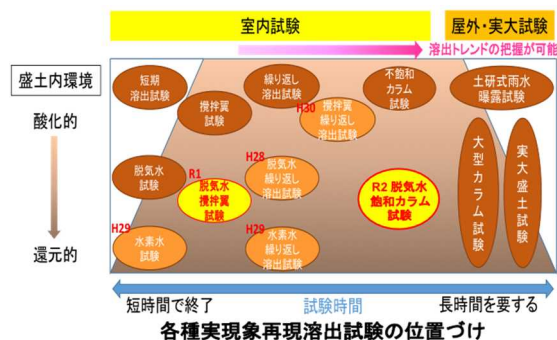 室内試験
屋外・実大試験
溶出トレンドの把握が可能
盛土内環境
酸化的
還元的
短期
溶出試験
攪拌翼
試験
繰り返し
溶出試験
H30
攪拌翼
繰り返し
溶出試験
不飽和
カラム
試験
土研式雨水
曝露試験
脱気水
試験
R1
脱気水
攪拌翼
試験
H28
脱気水
繰り返し
溶出試験
R2 脱気水
飽和カラム
試験
大型カラム試験
実大盛土試験
H29
水素水
試験
H29
水素水
繰り返し
溶出試験
短時間で終了
試験時間
長時間を要する
各種実現象再現溶出試験の位置づけ